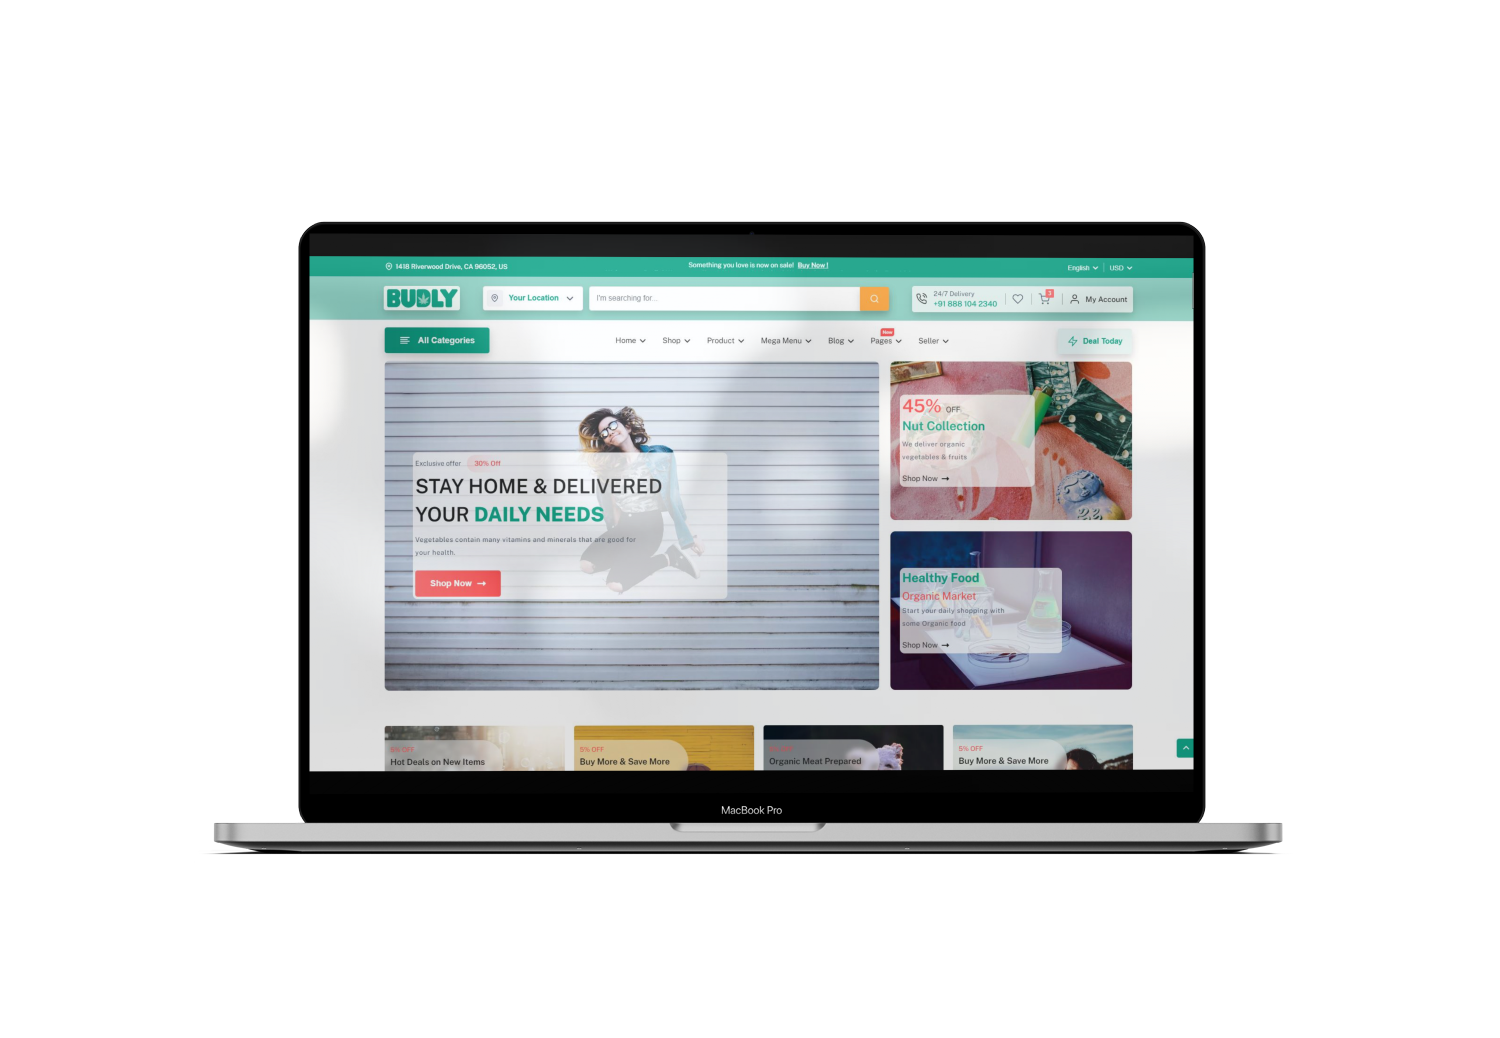 1418 Riverwood Drive, CA 96052, US
Something you love is now on sale! Buy Now !
English
USD
BUDLY
Your Location
I'm searching for...
24/7 Delivery
+91 888 104 2340
My Account
All Categories
Home
Shop
Product
Mega Menu
Blog
New
Pages
Seller
Deal Today
Exclusive offer 30% Off
STAY HOME & DELIVERED
YOUR DAILY NEEDS
Vegetables contain many vitamins and minerals that are good for
your health.
Shop Now
45% OFF
Nut Collection
We deliver organic
vegetables & fruits
Shop Now
Healthy Food
Organic Market
Start your daily shopping with
some Organic food
Shop Now
5% OFF
Hot Deals on New Items
5% OFF
Buy More & Save More
Organic Meat Prepared
5% OFF
Buy More & Save More
MacBook Pro